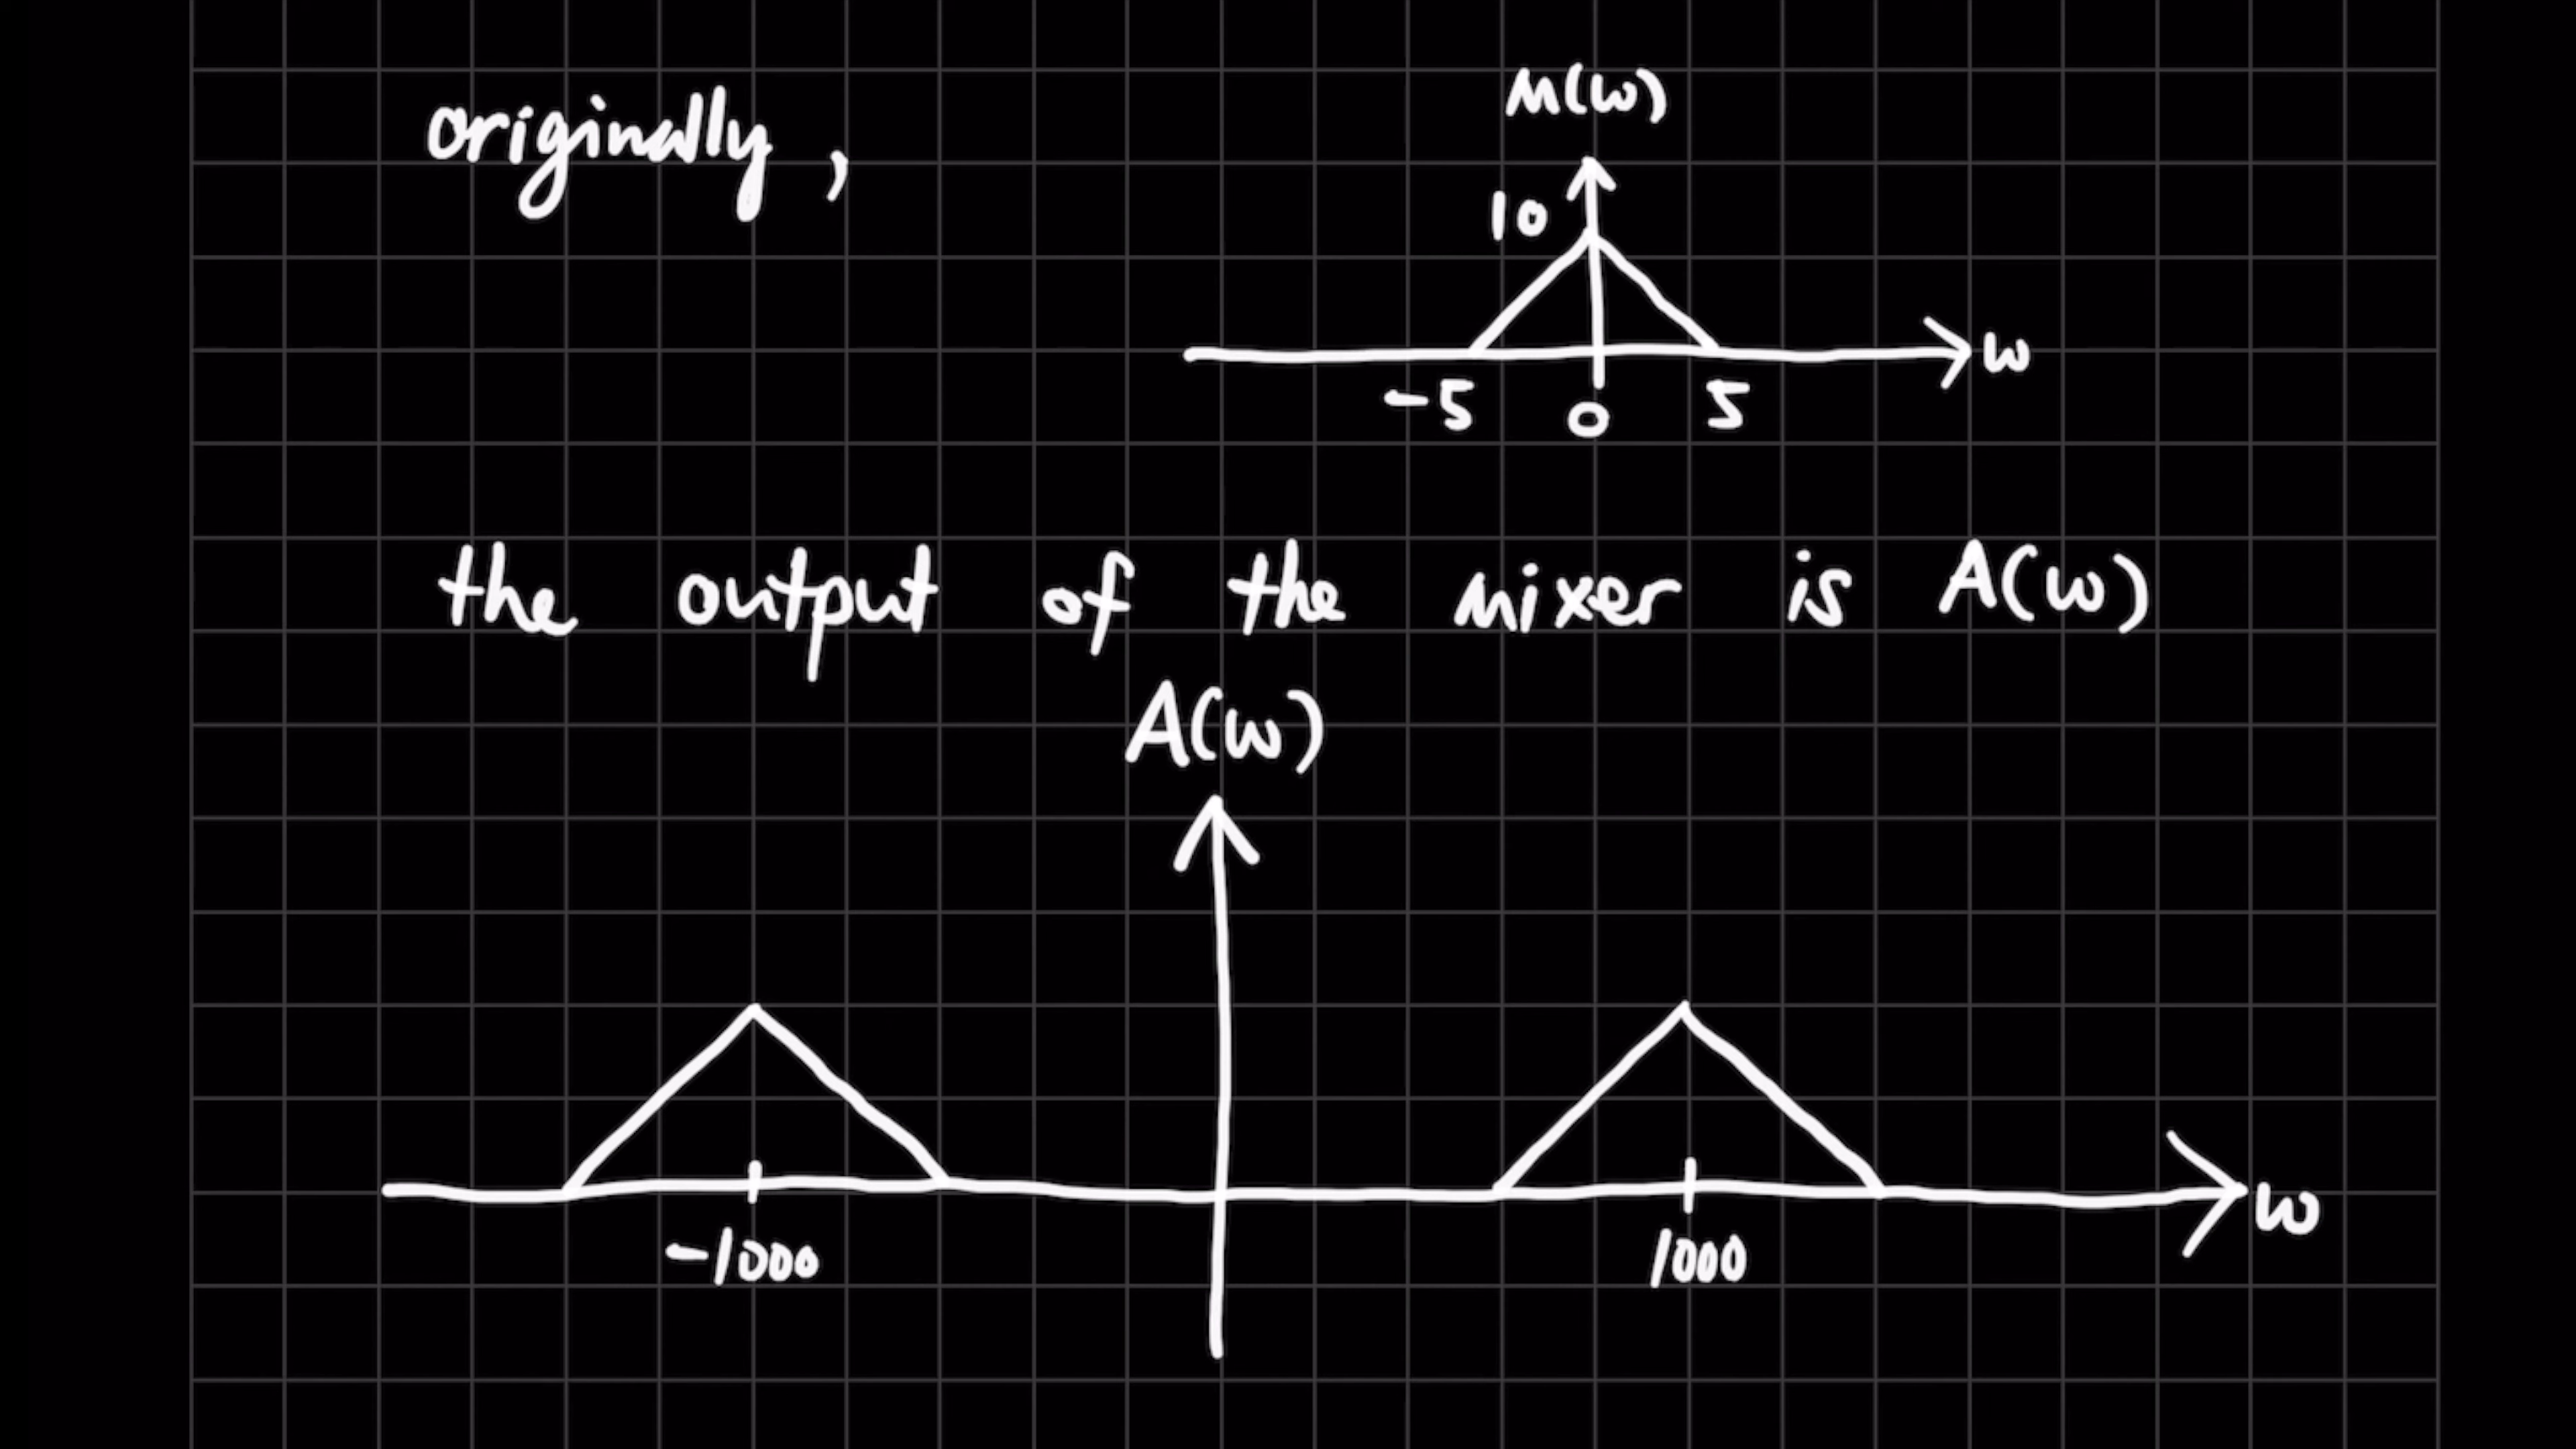 originally,
M(w)
10
w
-5 0 5
the output of the mixer is A(w)
A(w)
w
-1000 1000